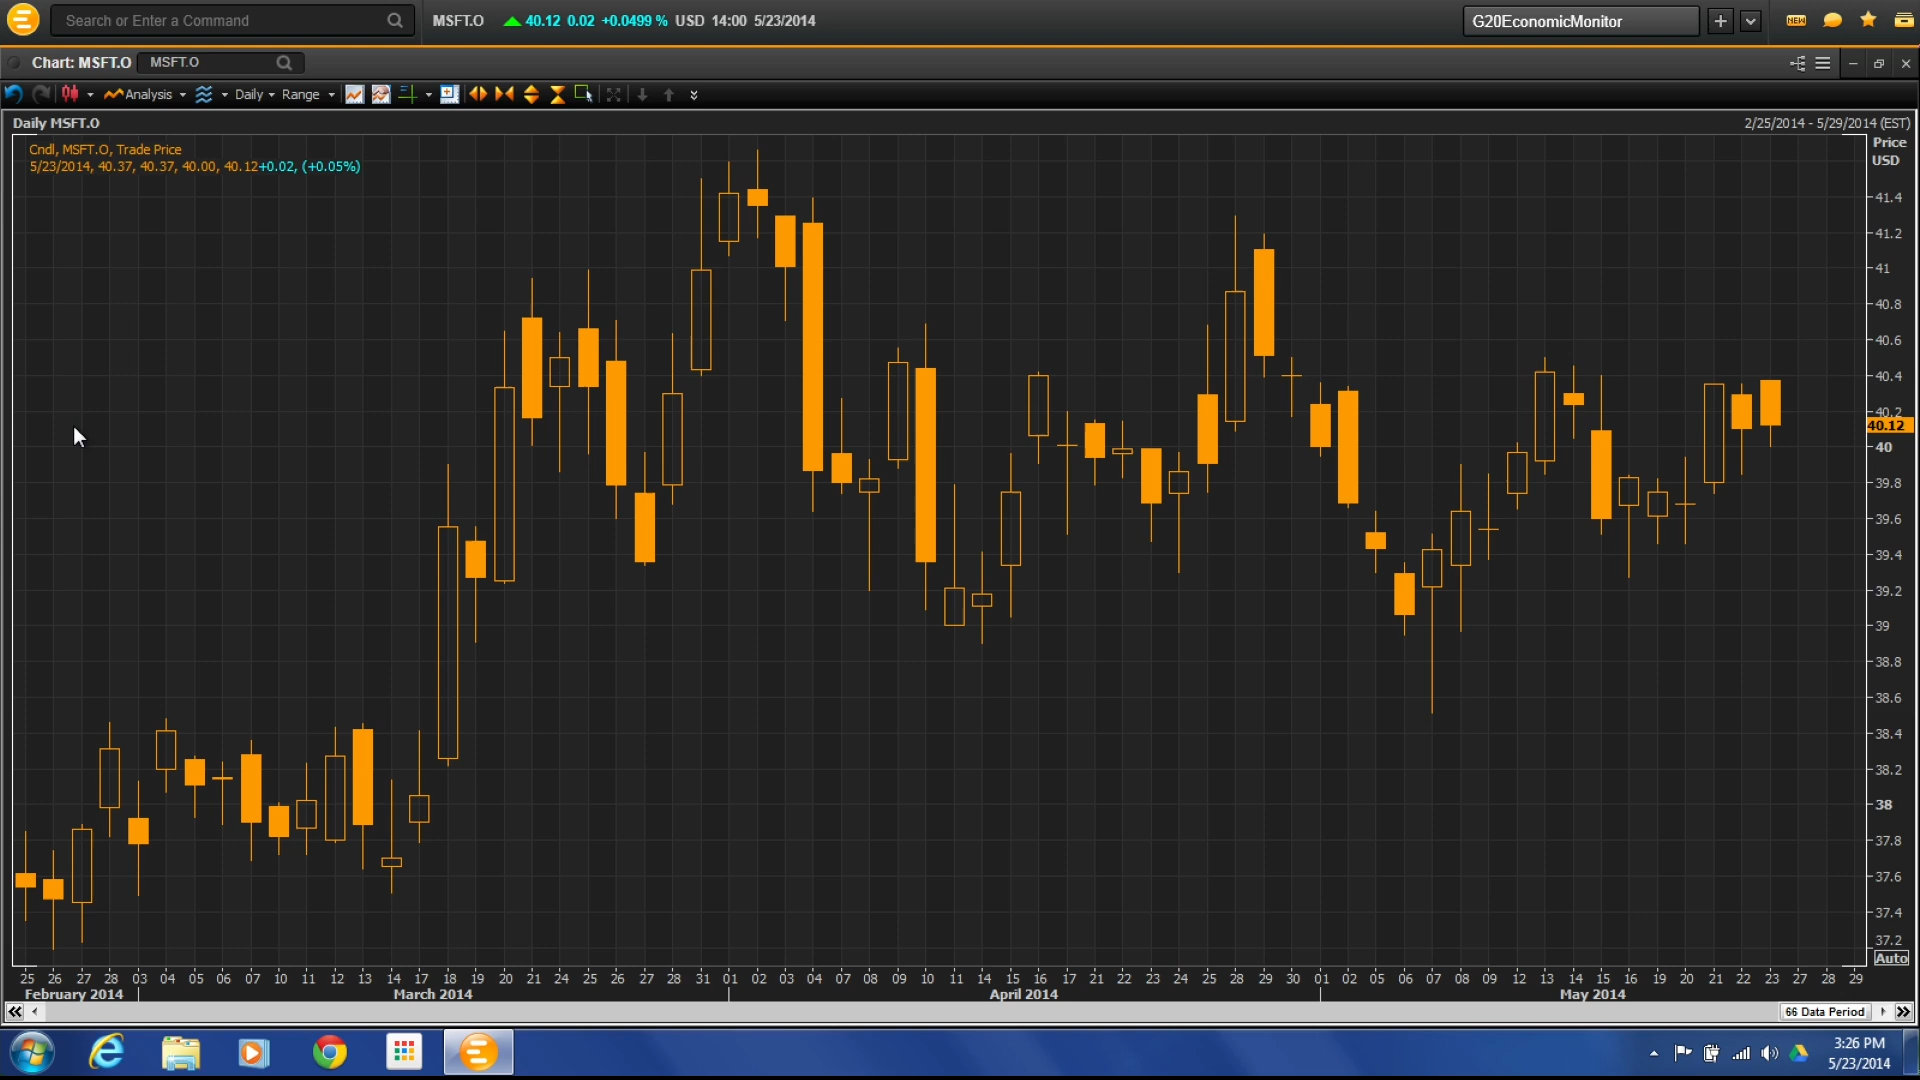 Search or Enter a Command
MSFT.O 40.12 0.02 +0.0499 % USD 14:00 5/23/2014
G20EconomicMonitor
NEW
Chart: MSFT.O MSFT.O
Analysis Daily Range
Daily MSFT.O
2/25/2014 - 5/29/2014 (EST)
Cndl, MSFT.O, Trade Price
5/23/2014, 40.37, 40.37, 40.00, 40.12+0.02, (+0.05%)
Price
USD
41.4
41.2
41
40.8
40.6
40.4
40.2
40.12
40
39.8
39.6
39.4
39.2
39
38.8
38.6
38.4
38.2
38
37.8
37.6
37.4
37.2
Auto
25 26 27 28 03 04 05 06 07 10 11 12 13 14 17 18 19 20 21 24 25 26 27 28 31 01 02 03 04 07 08 09 10 11 14 15 16 17 21 22 23 24 25 28 29 30 01 02 05 06 07 08 09 12 13 14 15 16 19 20 21 22 23 27 28 29
February 2014 March 2014 April 2014 May 2014
66 Data Period
3:26 PM
5/23/2014